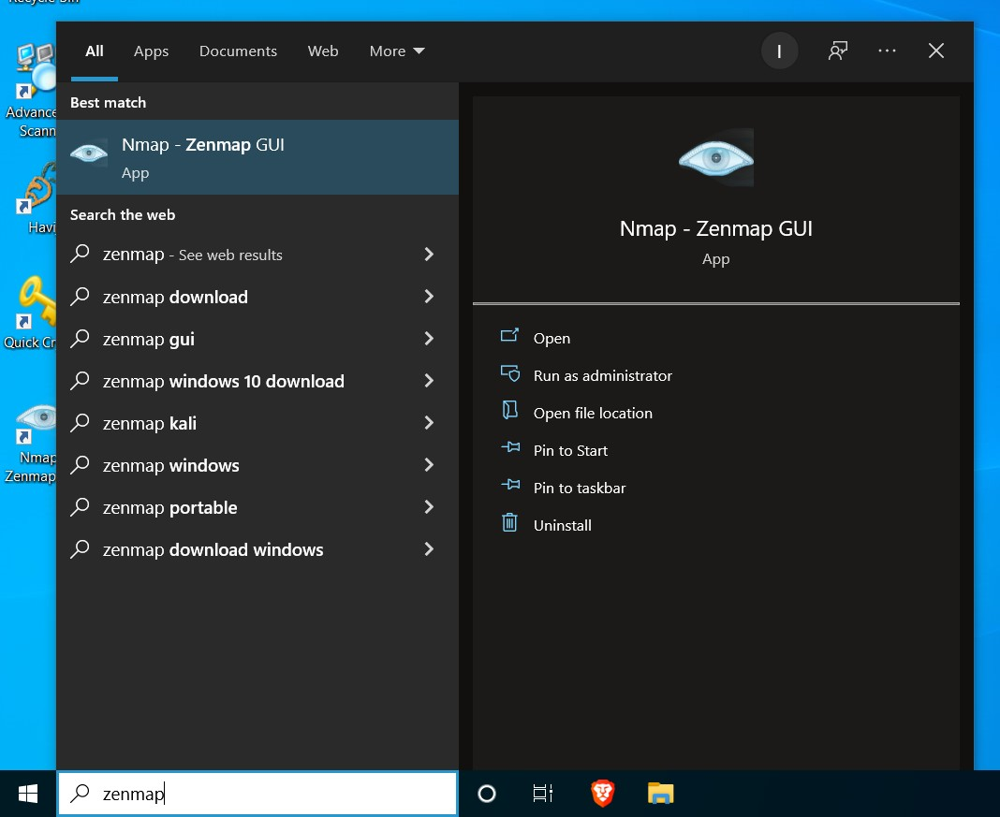 Recycle Bin
All Apps Documents Web More
I
Best match
Nmap - Zenmap GUI
App
Search the web
zenmap - See web results
zenmap download
zenmap gui
zenmap windows 10 download
zenmap kali
zenmap windows
zenmap portable
zenmap download windows
Nmap - Zenmap GUI
App
Open
Run as administrator
Open file location
Pin to Start
Pin to taskbar
Uninstall
Advance
Scann
Havi
Quick Cr
Nmap
Zenmap
zenmap